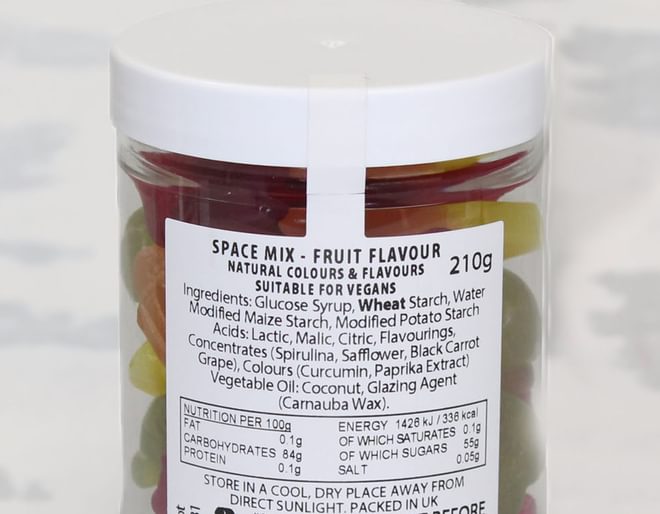 SPACE MIX - FRUIT FLAVOUR
NATURAL COLOURS & FLAVOURS
210g
SUITABLE FOR VEGANS
Ingredients: Glucose Syrup, Wheat Starch, Water
Modified Maize Starch, Modified Potato Starch
Acids: Lactic, Malic, Citric, Flavourings,
Concentrates (Spirulina, Safflower, Black Carrot
Grape), Colours (Curcumin, Paprika Extract)
Vegetable Oil: Coconut, Glazing Agent
(Carnauba Wax).
NUTRITION PER 100g ENERGY 1426 kJ / 336 kcal
FAT 0.1g OF WHICH SATURATES 0.1g
CARBOHYDRATES 84g OF WHICH SUGARS 55g
PROTEIN 0.1g SALT 0.05g
STORE IN A COOL, DRY PLACE AWAY FROM
DIRECT SUNLIGHT. PACKED IN UK
BEFORE